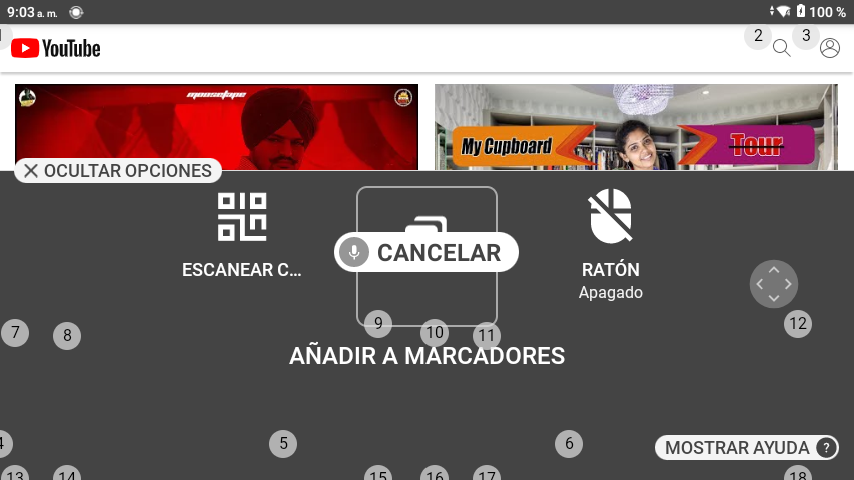 9:03 a. m.
100 %
2
3
YouTube
moosetape
My Cupboard
Tour
OCULTAR OPCIONES
CANCELAR
ESCANEAR C...
RATÓN
Apagado
7
8
9
10
11
12
AÑADIR A MARCADORES
4
5
6
MOSTRAR AYUDA ?
13
14
15
16
17
18